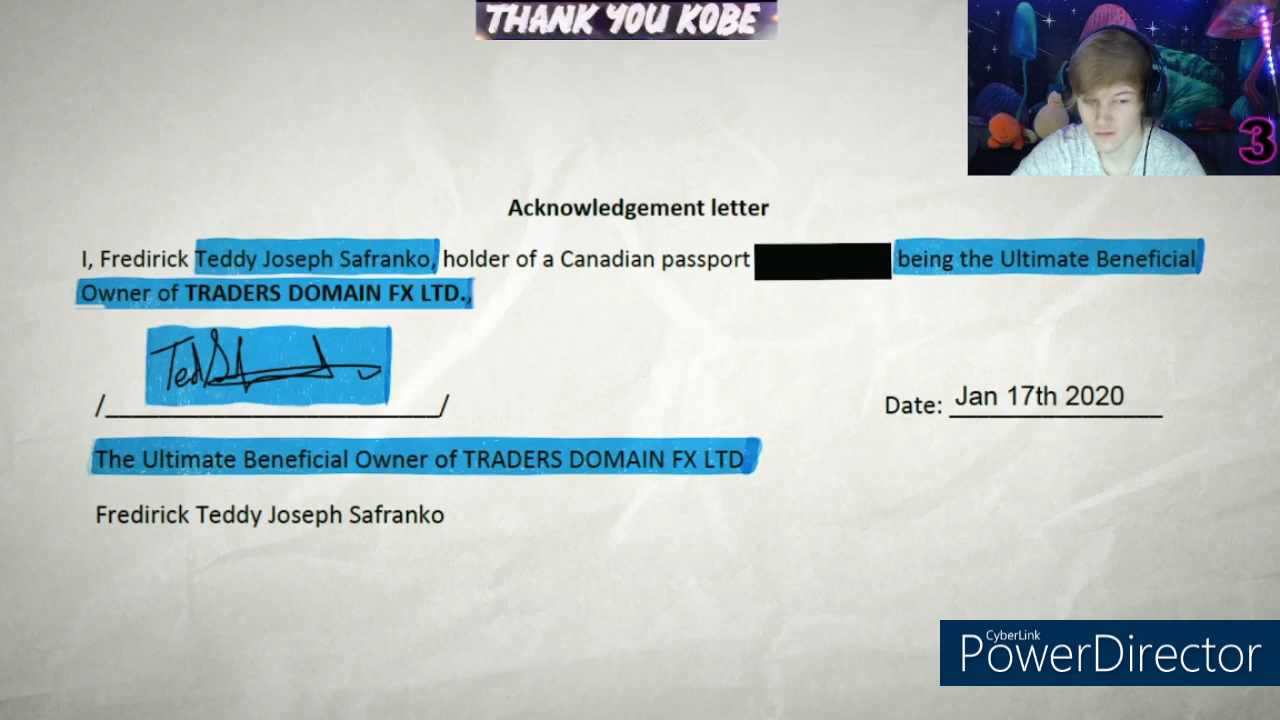 THANK YOU KOBE
3
Acknowledgement letter
I, Fredirick Teddy Joseph Safranko, holder of a Canadian passport being the Ultimate Beneficial
Owner of TRADERS DOMAIN FX LTD.,
TedS
/ /
Date: Jan 17th 2020
The Ultimate Beneficial Owner of TRADERS DOMAIN FX LTD
Fredirick Teddy Joseph Safranko
CyberLink
PowerDirector